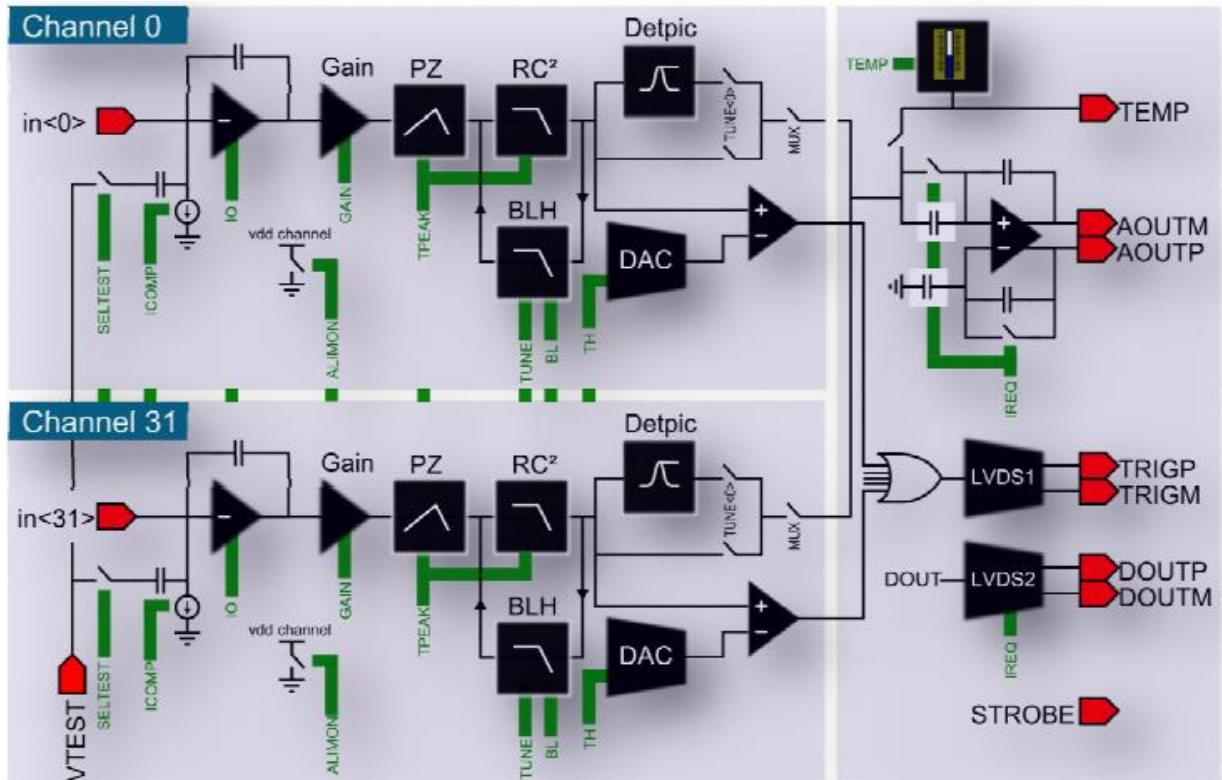 Channel 0
Detpic
Gain
PZ
RC²
TEMP
TEMP
in<0>
TUNE<0>
MUX
IO
GAIN
TPEAK
BLH
AOUTM
AOUTP
SELTEST
ICOMP
vdd channel
DAC
ALIMON
TUNE
BL
TH
IREQ
Channel 31
Detpic
Gain
PZ
RC²
LVDS1
TRIGP
TRIGM
in<31>
TUNE<0>
MUX
IO
GAIN
TPEAK
BLH
DOUT
LVDS2
DOUTP
DOUTM
SELTEST
ICOMP
vdd channel
DAC
IREQ
ALIMON
TUNE
BL
TH
VTEST
STROBE